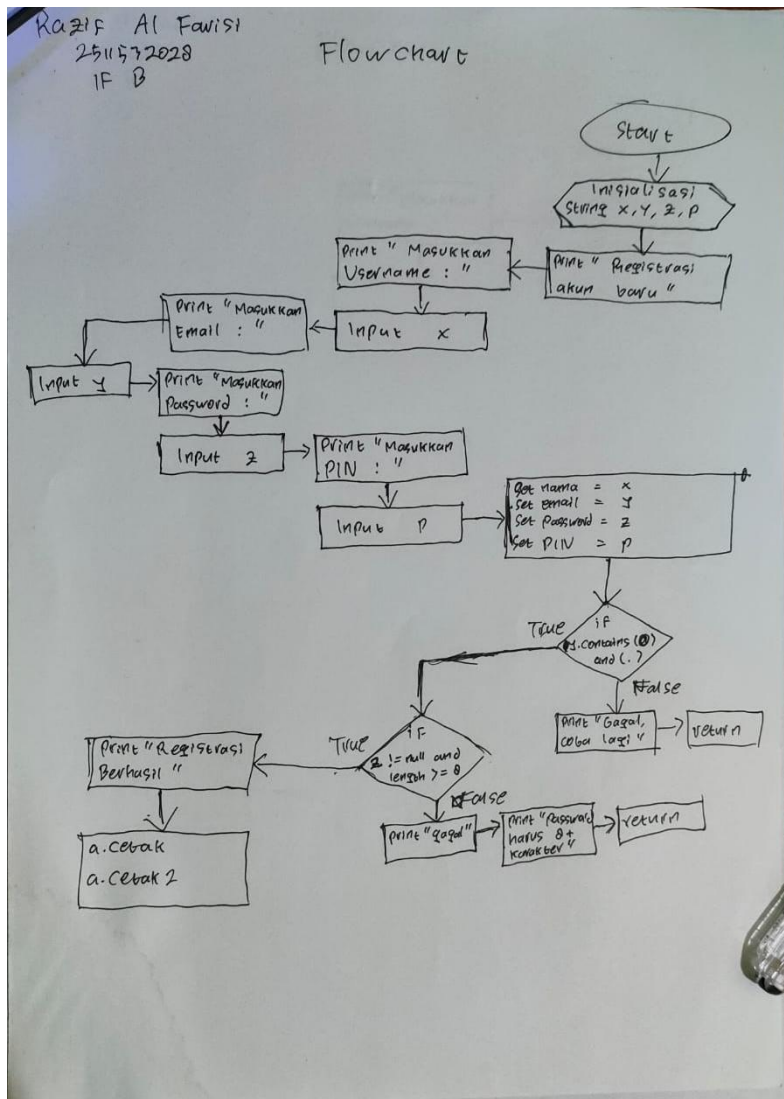 Razif Al Farisi
2511532028
IF B
Flowchart
Start
Inisialisasi
String x, y, z, p
Print "Registrasi
akun baru"
Print "Masukkan
Username : "
Input x
Print "Masukkan
Email : "
Input y
Print "Masukkan
Password : "
Input z
Print "Masukkan
PIN : "
Input p
Set nama = x
Set email = y
Set Password = z
Set PIN = p
if
y.contains(@)
and (.)
True
False
Print "Gagal,
coba lagi"
return
if
z != null and
length >= 8
True
False
Print "gagal"
Print "Password
harus 8+
karakter"
return
Print "Registrasi
Berhasil"
a.cetak
a.cetak2